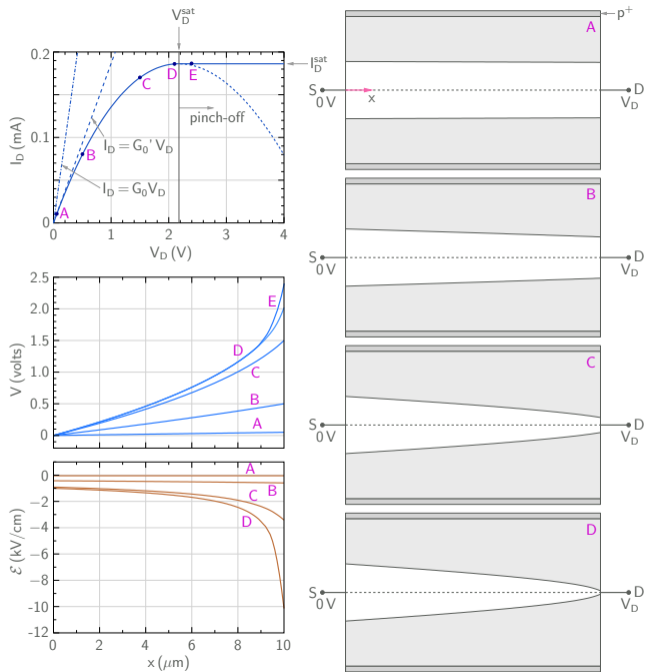 V_D^sat
0.2
0.1
0
I_D (mA)
A
B
C
D
E
I_D^sat
pinch-off
I_D = G_0' V_D
I_D = G_0 V_D
0
1
2
3
4
V_D (V)
2.5
2.0
1.5
1.0
0.5
0
V (volts)
E
D
C
B
A
0
-2
-4
-6
-8
-10
-12
ℰ (kV/cm)
A
B
C
D
0
2
4
6
8
10
x (μm)
A
p^+
S
0 V
x
D
V_D
B
S
0 V
D
V_D
C
S
0 V
D
V_D
D
S
0 V
D
V_D